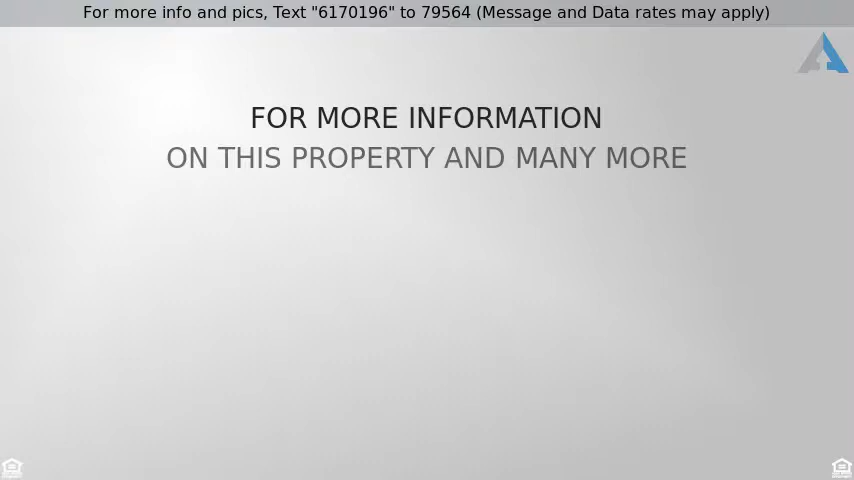 For more info and pics, Text "6170196" to 79564 (Message and Data rates may apply)
FOR MORE INFORMATION
ON THIS PROPERTY AND MANY MORE